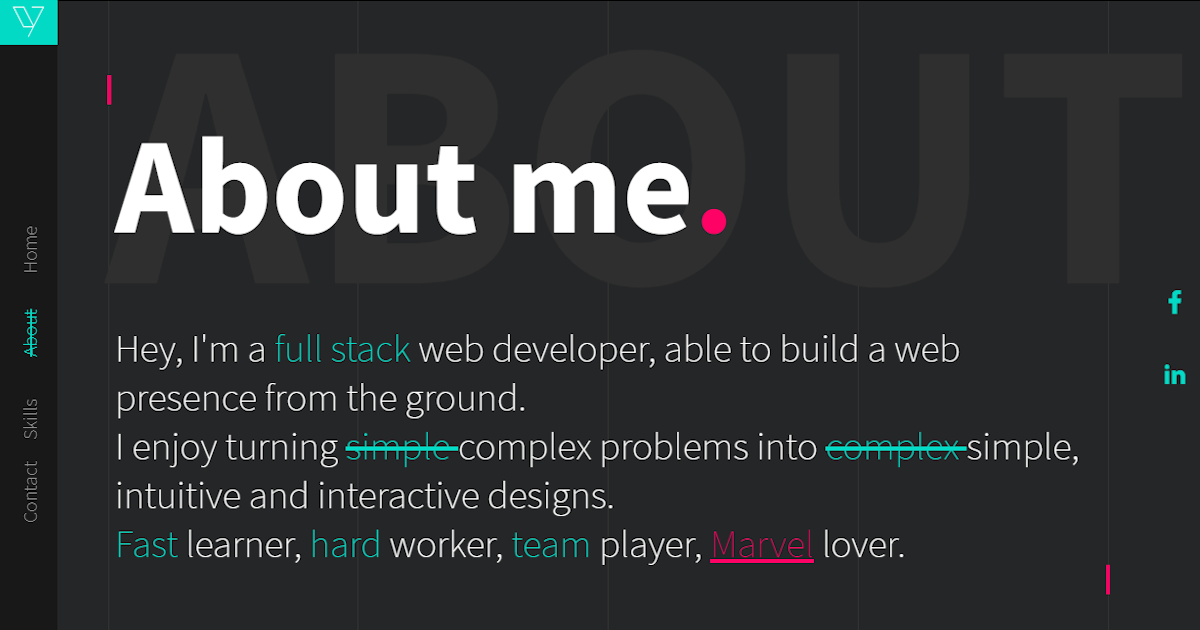 ABOUT
About me.
Home
About
Skills
Contact
Hey, I'm a full stack web developer, able to build a web
presence from the ground.
I enjoy turning simple complex problems into complex simple,
intuitive and interactive designs.
Fast learner, hard worker, team player, Marvel lover.
f
in